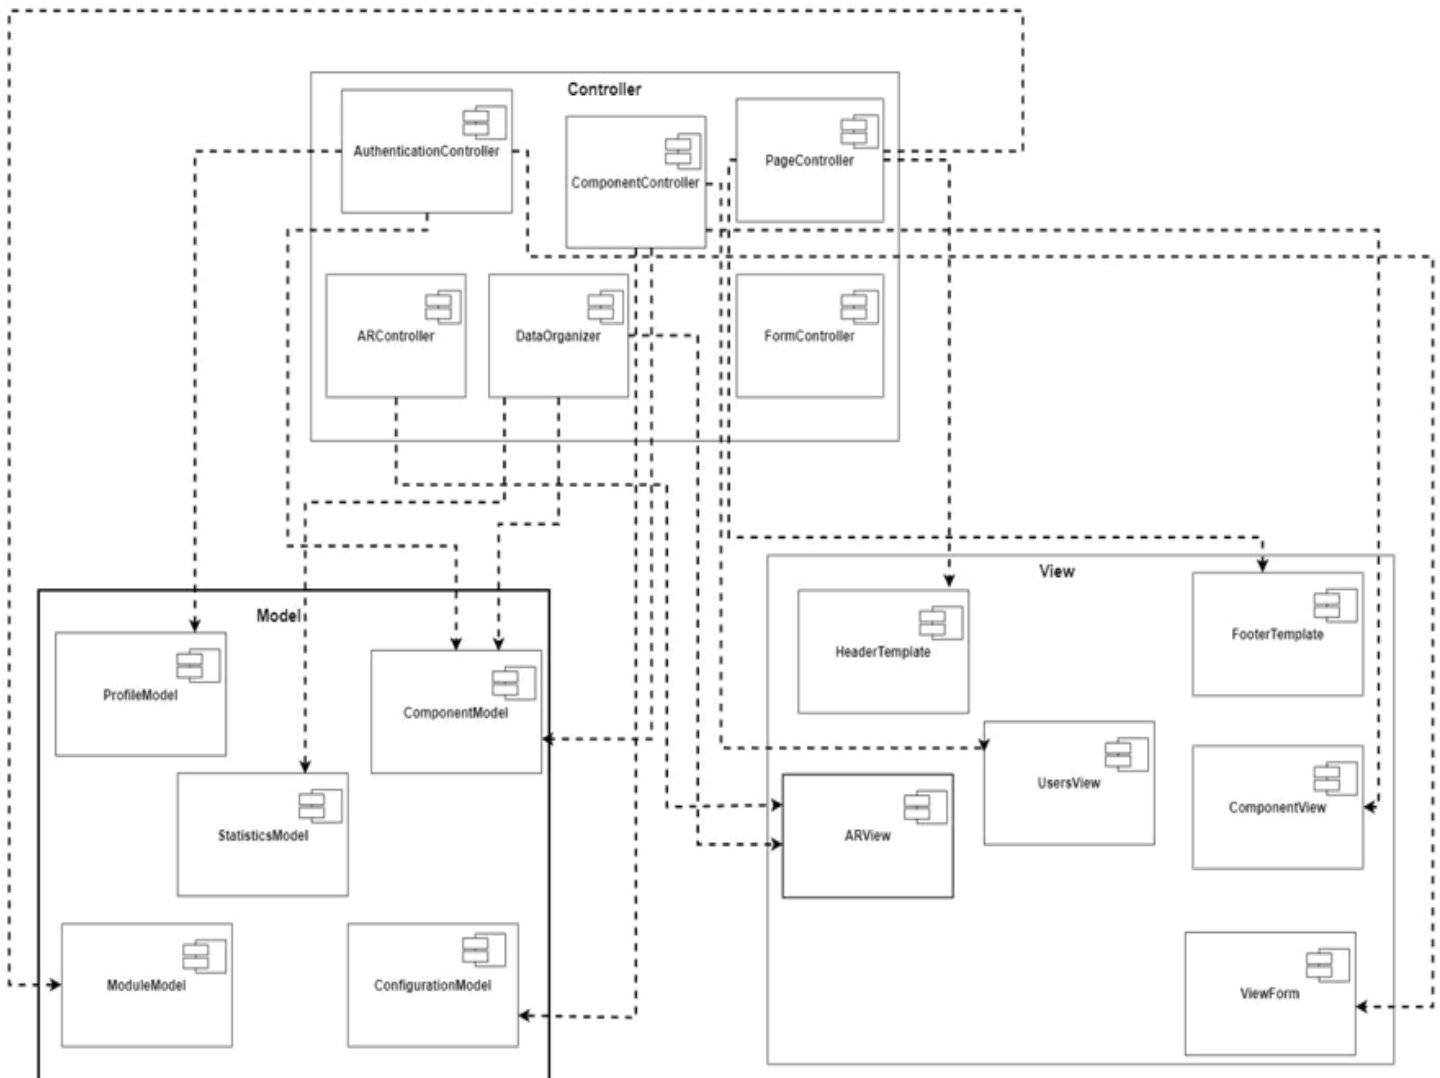 Controller
AuthenticationController
ComponentController
PageController
ARController
DataOrganizer
FormController
Model
ProfileModel
ComponentModel
StatisticsModel
ModuleModel
ConfigurationModel
View
HeaderTemplate
FooterTemplate
UsersView
ComponentView
ARView
ViewForm